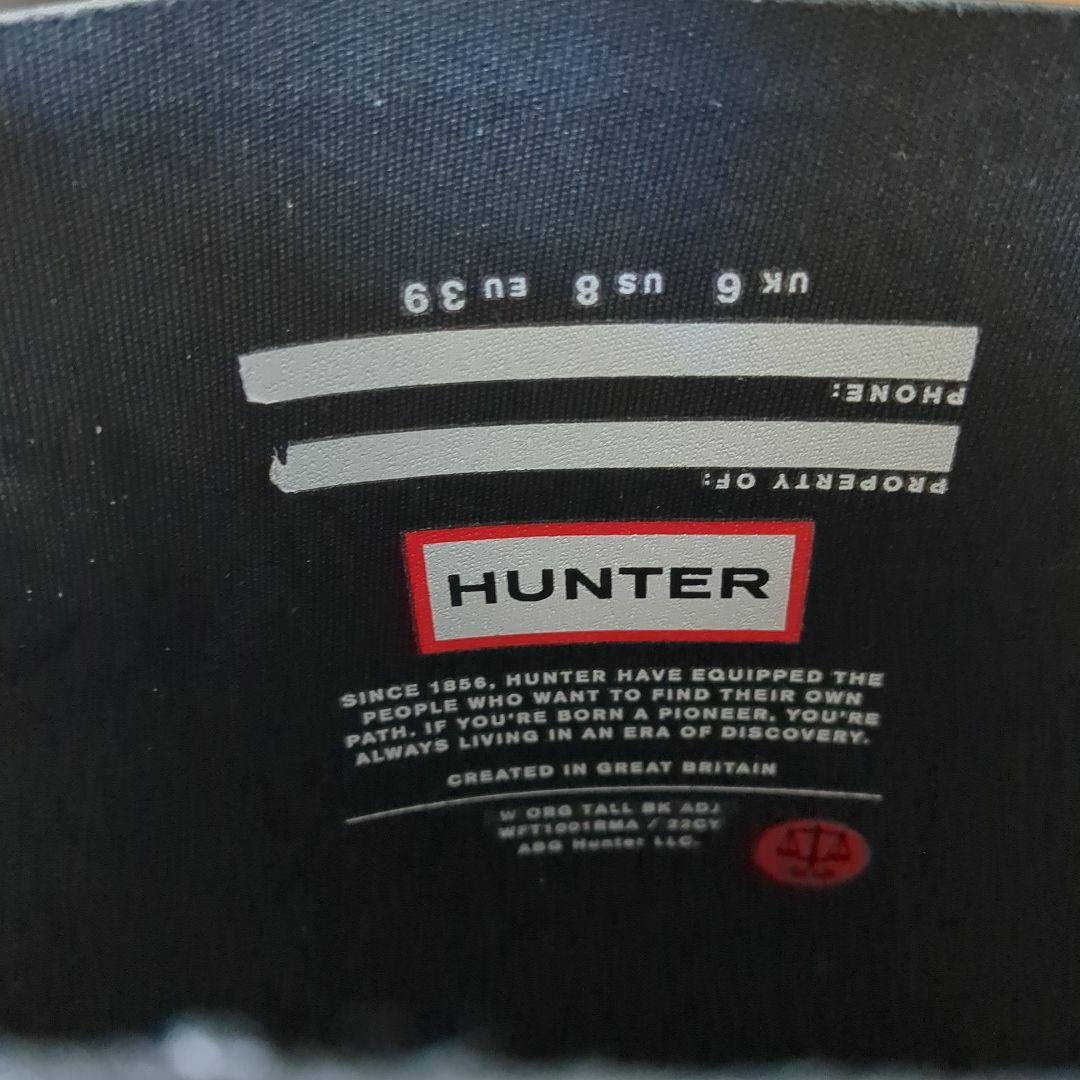 UK 6 US 8 EU 39
PHONE:
PROPERTY OF:
HUNTER
SINCE 1856, HUNTER HAVE EQUIPPED THE
PEOPLE WHO WANT TO FIND THEIR OWN
PATH. IF YOU'RE BORN A PIONEER, YOU'RE
ALWAYS LIVING IN AN ERA OF DISCOVERY.
CREATED IN GREAT BRITAIN
W ORG TALL BK ADJ
WFT1001RMA / 22CY
ABG Hunter LLC.